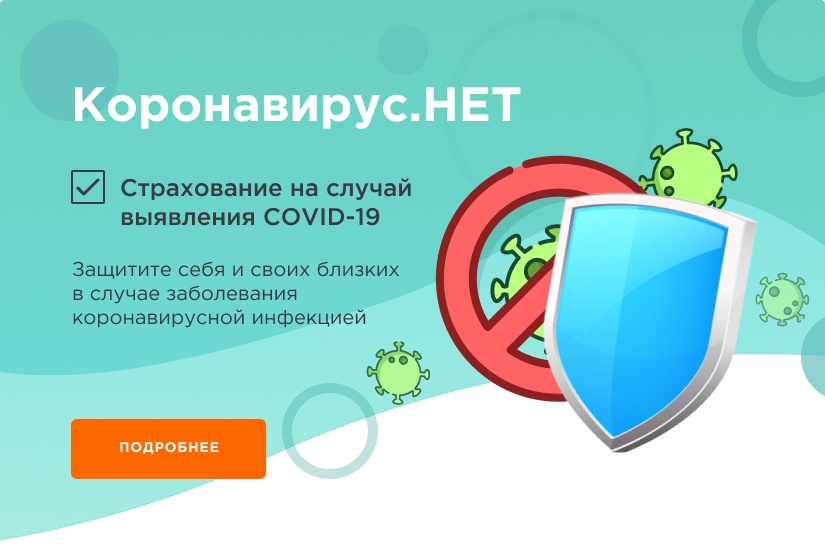 Коронавирус.НЕТ
Страхование на случай
выявления COVID-19
Защитите себя и своих близких
в случае заболевания
коронавирусной инфекцией
ПОДРОБНЕЕ